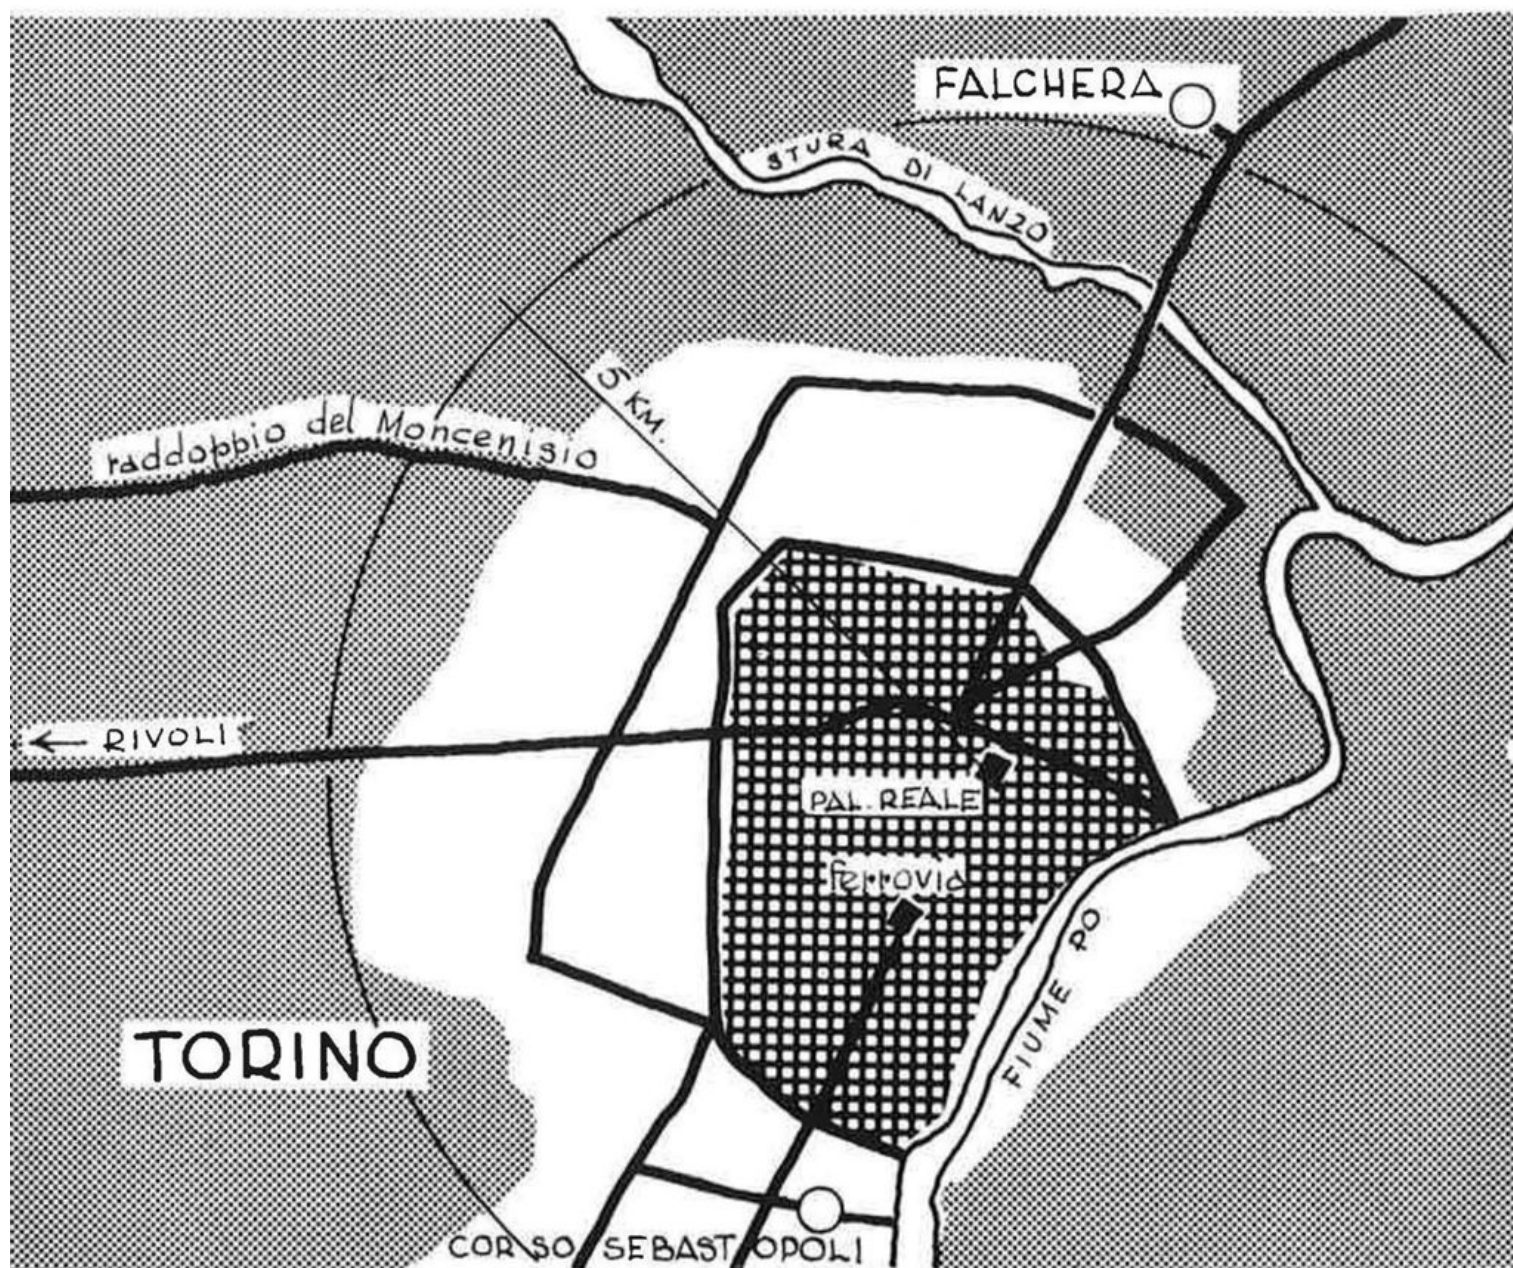 FALCHERA
STURA DI LANZO
5 KM.
raddoppio del Moncenisio
← RIVOLI
PAL. REALE
ferrovia
FIUME PO
TORINO
CORSO SEBASTOPOLI